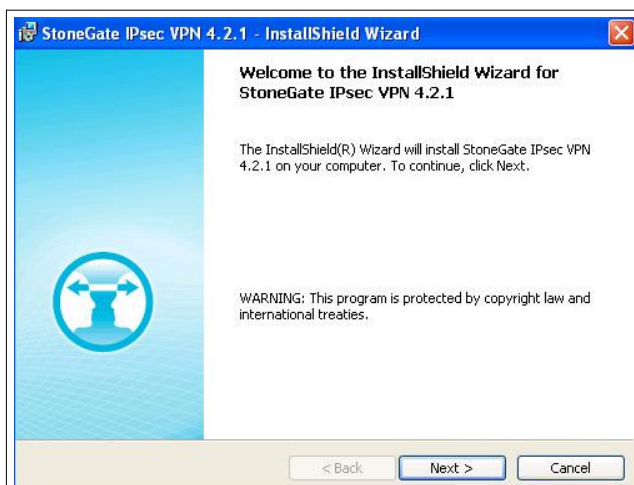 StoneGate IPsec VPN 4.2.1 - InstallShield Wizard
Welcome to the InstallShield Wizard for
StoneGate IPsec VPN 4.2.1
The InstallShield(R) Wizard will install StoneGate IPsec VPN
4.2.1 on your computer. To continue, click Next.
WARNING: This program is protected by copyright law and
international treaties.
< Back
Next >
Cancel